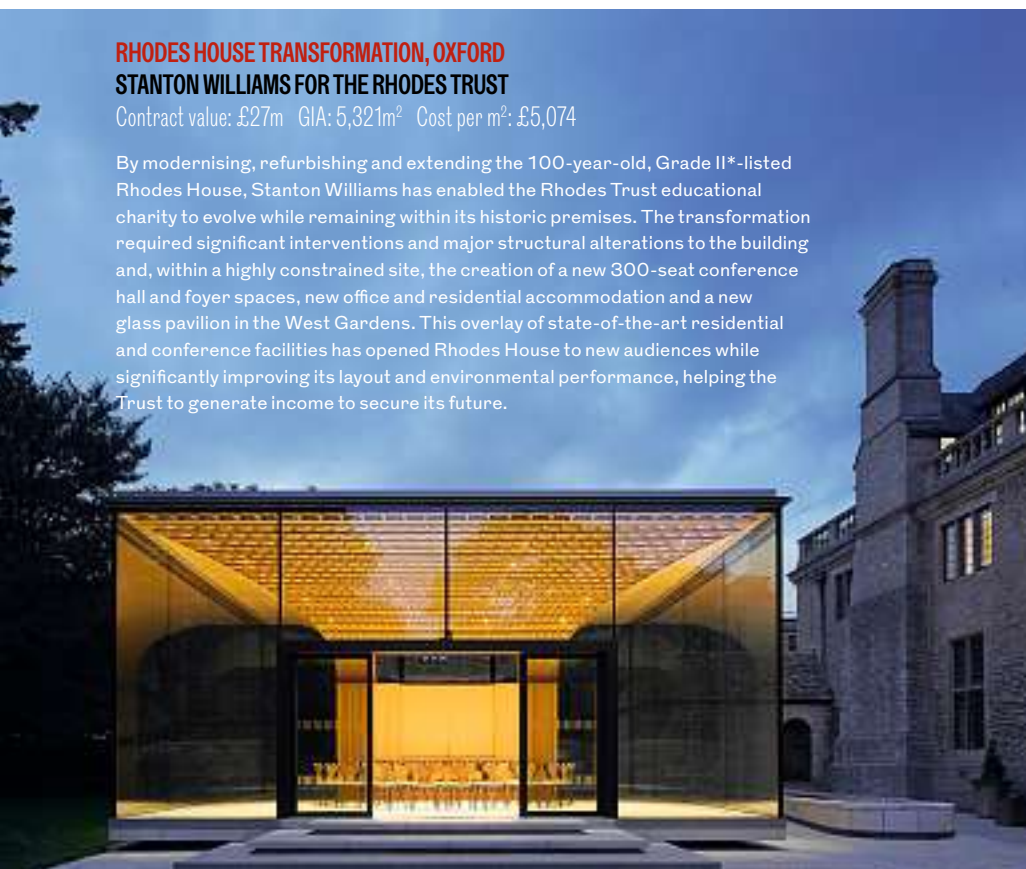 RHODES HOUSE TRANSFORMATION, OXFORD
STANTON WILLIAMS FOR THE RHODES TRUST
Contract value: £27m GIA: 5,321m² Cost per m²: £5,074
By modernising, refurbishing and extending the 100-year-old, Grade II*-listed
Rhodes House, Stanton Williams has enabled the Rhodes Trust educational
charity to evolve while remaining within its historic premises. The transformation
required significant interventions and major structural alterations to the building
and, within a highly constrained site, the creation of a new 300-seat conference
hall and foyer spaces, new office and residential accommodation and a new
glass pavilion in the West Gardens. This overlay of state-of-the-art residential
and conference facilities has opened Rhodes House to new audiences while
significantly improving its layout and environmental performance, helping the
Trust to generate income to secure its future.